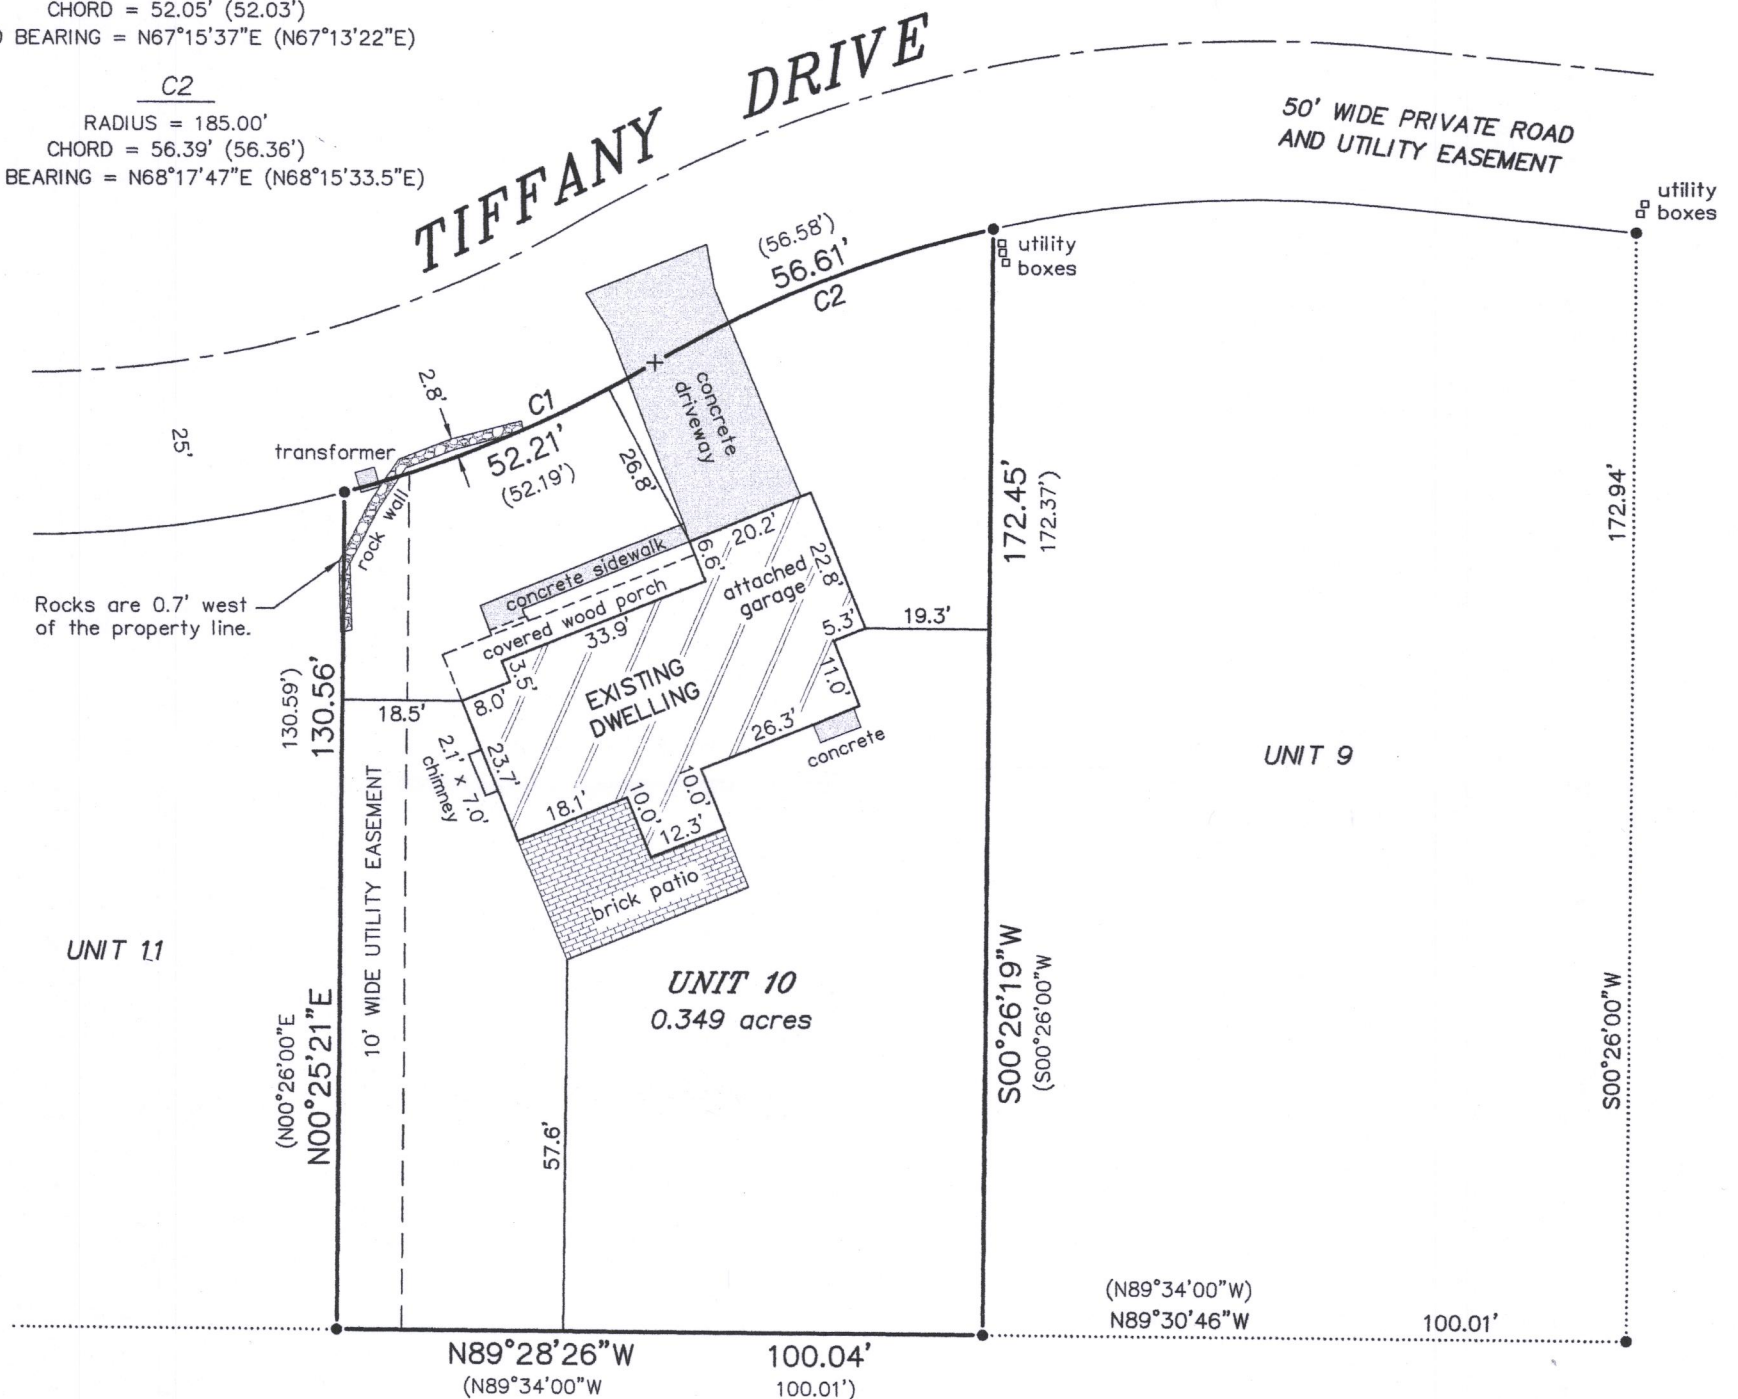 CHORD = 52.05' (52.03')
BEARING = N67°15'37"E (N67°13'22"E)
C2
RADIUS = 185.00'
CHORD = 56.39' (56.36')
BEARING = N68°17'47"E (N68°15'33.5"E)
TIFFANY DRIVE
50' WIDE PRIVATE ROAD
AND UTILITY EASEMENT
utility
boxes
(56.58')
56.61'
C2
utility
boxes
2.8'
C1
52.21'
(52.19')
25'
transformer
rock wall
26.8'
concrete
driveway
172.45'
172.37')
172.94'
Rocks are 0.7' west
of the property line.
concrete sidewalk
covered wood porch
6.6'
20.2'
attached
garage
22.8'
5.3'
19.3'
33.9'
3.5'
8.0'
EXISTING
DWELLING
11.0'
26.3'
concrete
(130.59')
130.56'
18.5'
23.7'
2.1' x 7.0'
chimney
18.1'
10.0'
10.0'
12.3'
brick patio
UNIT 9
10' WIDE UTILITY EASEMENT
UNIT 11
UNIT 10
0.349 acres
(N00°26'00"E
N00°25'21"E
S00°26'19"W
(S00°26'00"W
S00°26'00"W
57.6'
(N89°34'00"W)
N89°30'46"W 100.01'
N89°28'26"W 100.04'
(N89°34'00"W 100.01')